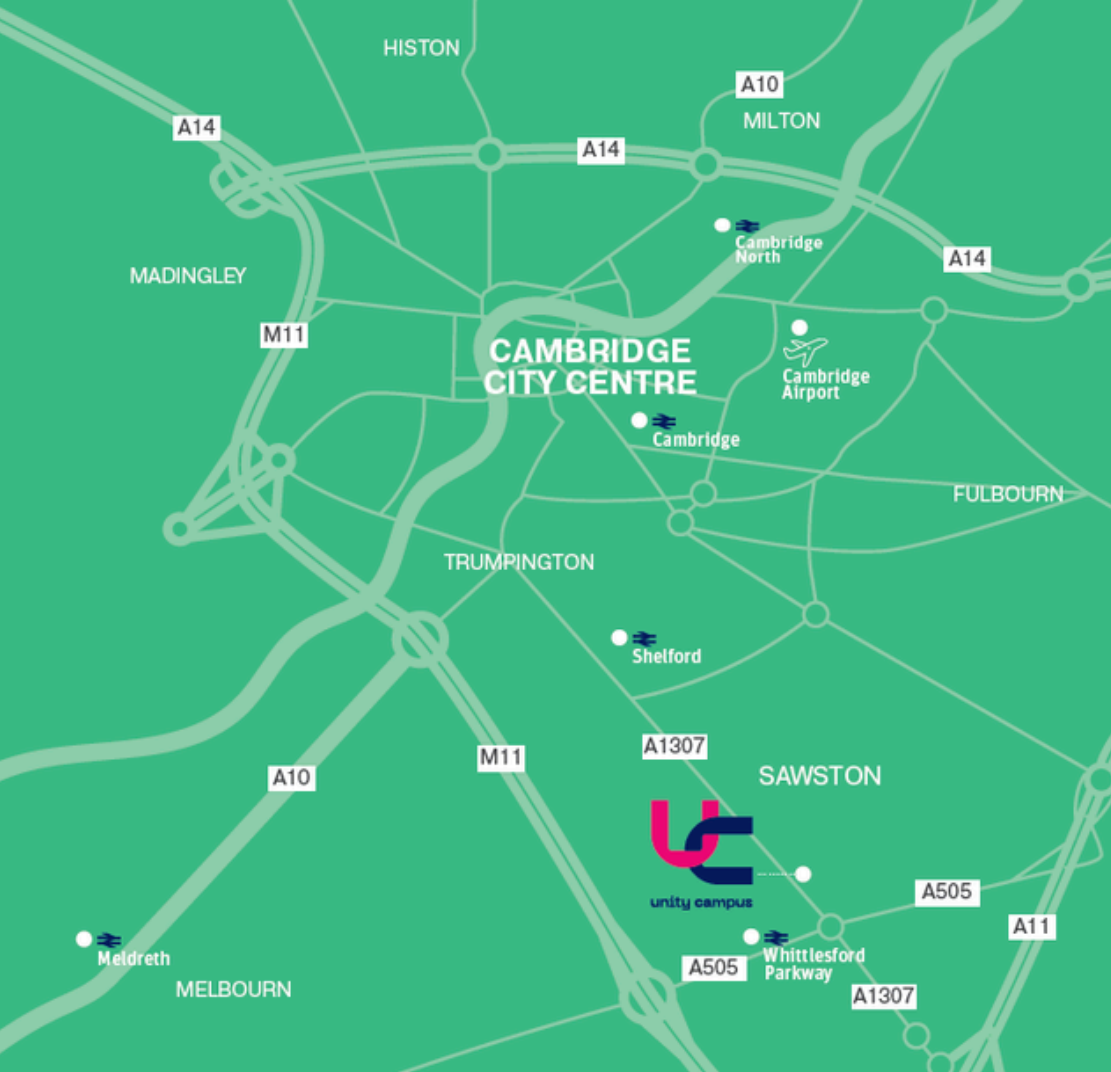 HISTON
A10
MILTON
A14
A14
Cambridge
North
A14
MADINGLEY
M11
CAMBRIDGE
CITY CENTRE
Cambridge
Airport
Cambridge
FULBOURN
TRUMPINGTON
Shelford
A1307
M11
SAWSTON
A10
UC
unity campus
A505
A11
Meldreth
Whittlesford
Parkway
A505
MELBOURN
A1307